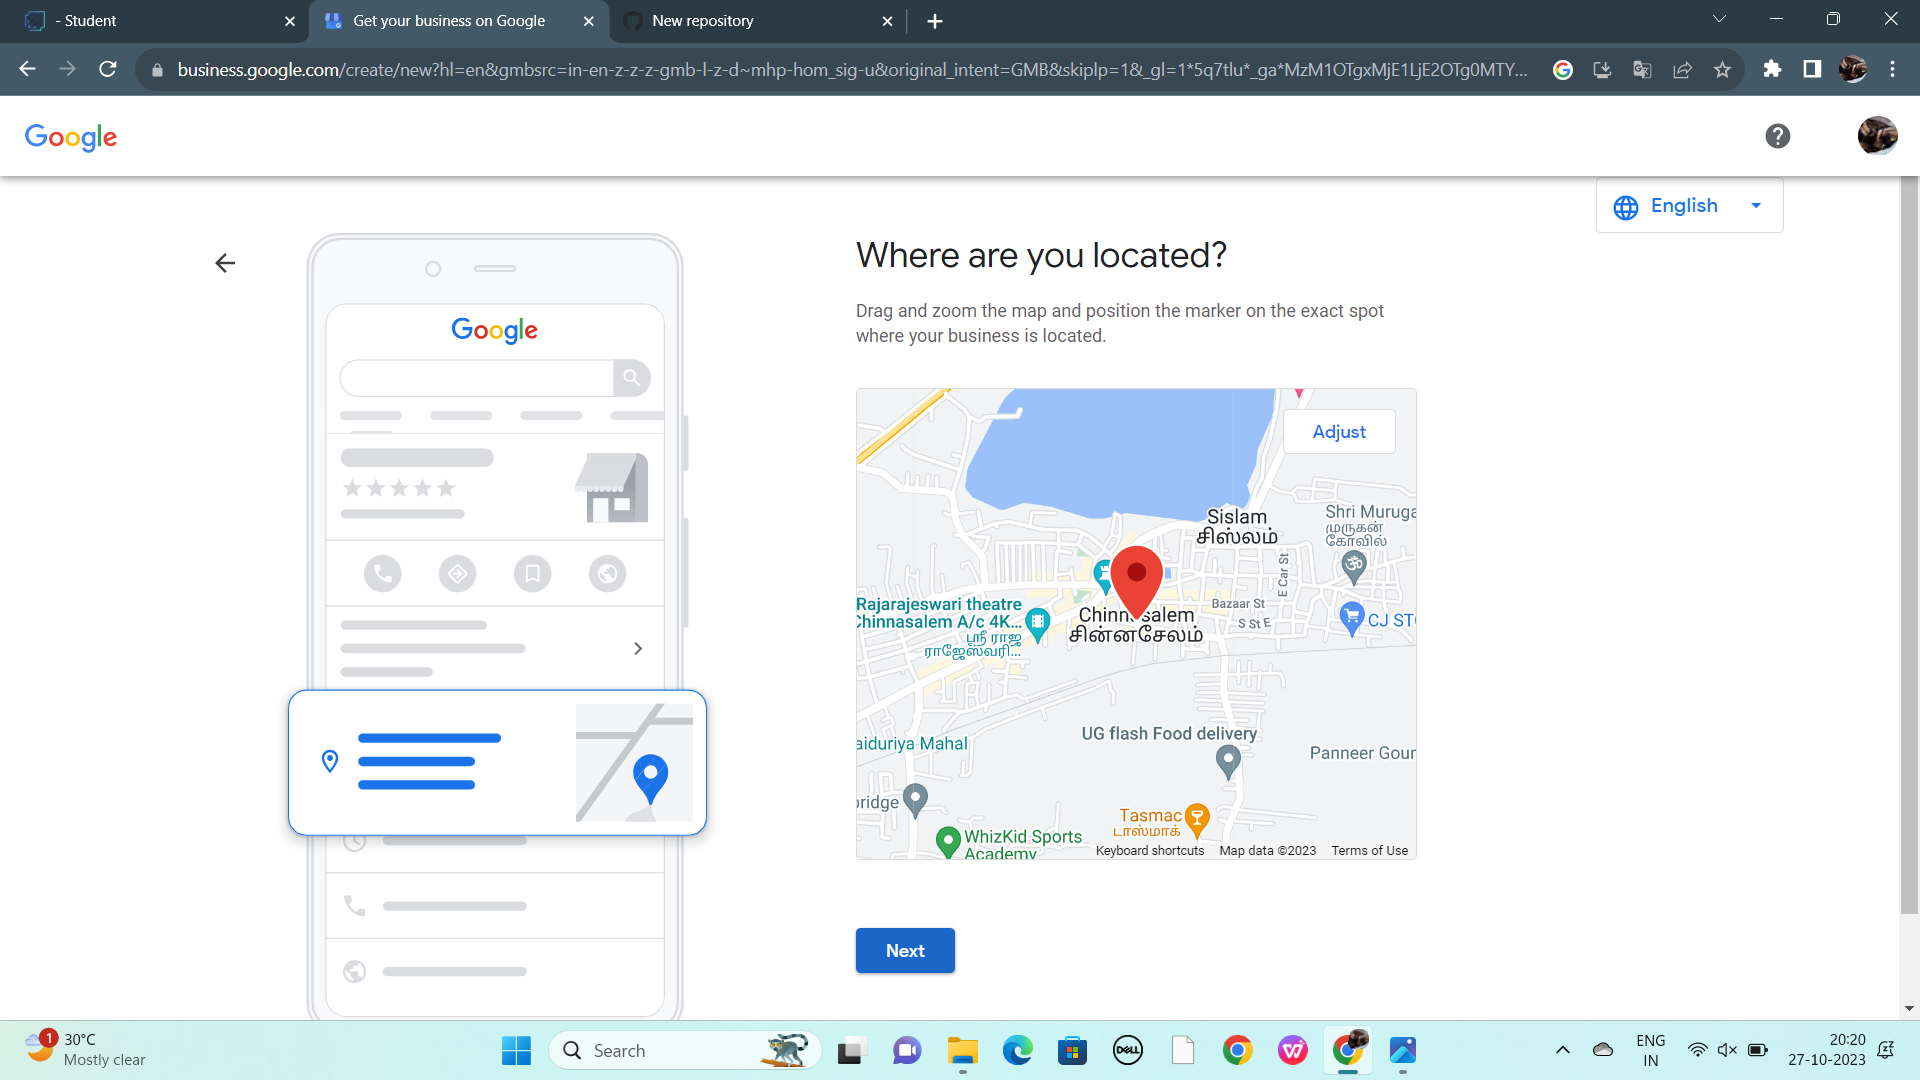 - Student
Get your business on Google
New repository
business.google.com/create/new?hl=en&gmbsrc=in-en-z-z-z-gmb-l-z-d~mhp-hom_sig-u&original_intent=GMB&skiplp=1&_gl=1*5q7tlu*_ga*MzM1OTgxMjE1LjE2OTg0MTY...
Google
English
Where are you located?
Drag and zoom the map and position the marker on the exact spot
where your business is located.
Google
Adjust
Sislam
சிஸ்லம்
Shri Muruga
முருகன்
கோவில்
E Car St
Rajarajeswari theatre
Chinnasalem A/c 4K...
ஸ்ரீ ராஜ
ராஜேஸ்வரி...
Chinnasalem
சின்னசேலம்
Bazaar St
S St E
CJ STO
UG flash Food delivery
aiduriya Mahal
Panneer Gour
bridge
Tasmac
டாஸ்மாக்
WhizKid Sports
Academy
Keyboard shortcuts
Map data ©2023
Terms of Use
Next
1
30°C
Mostly clear
Search
DELL
ENG
IN
20:20
27-10-2023